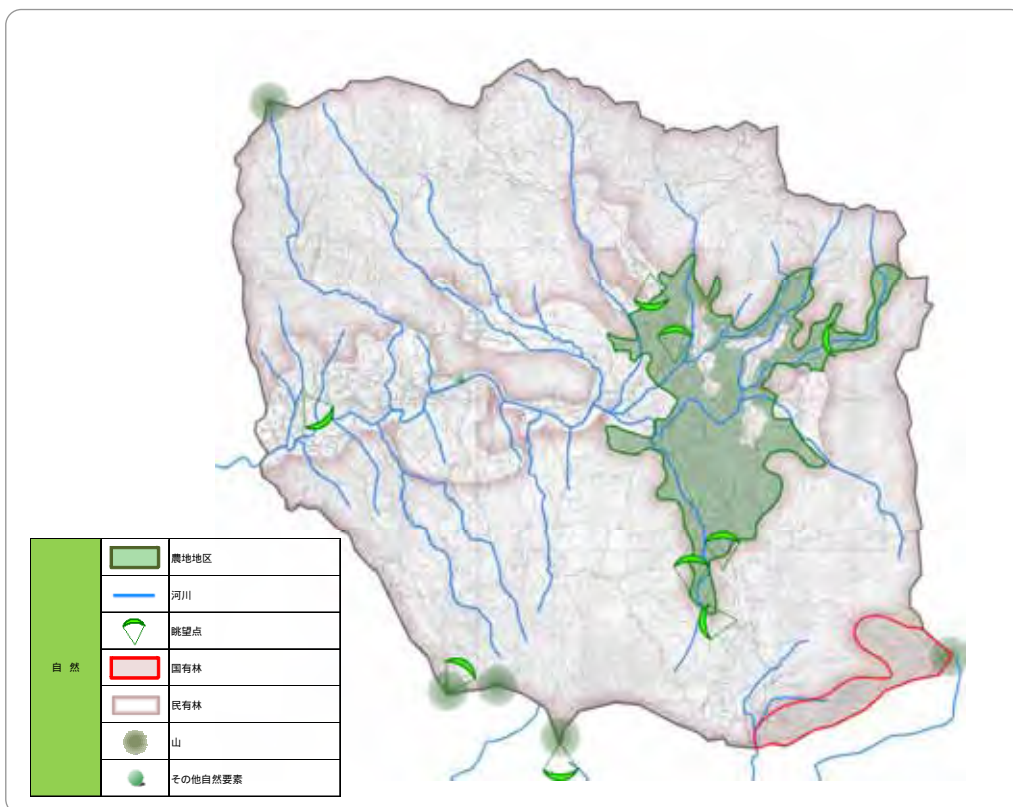 自 然
農地地区
河川
眺望点
国有林
民有林
山
その他自然要素